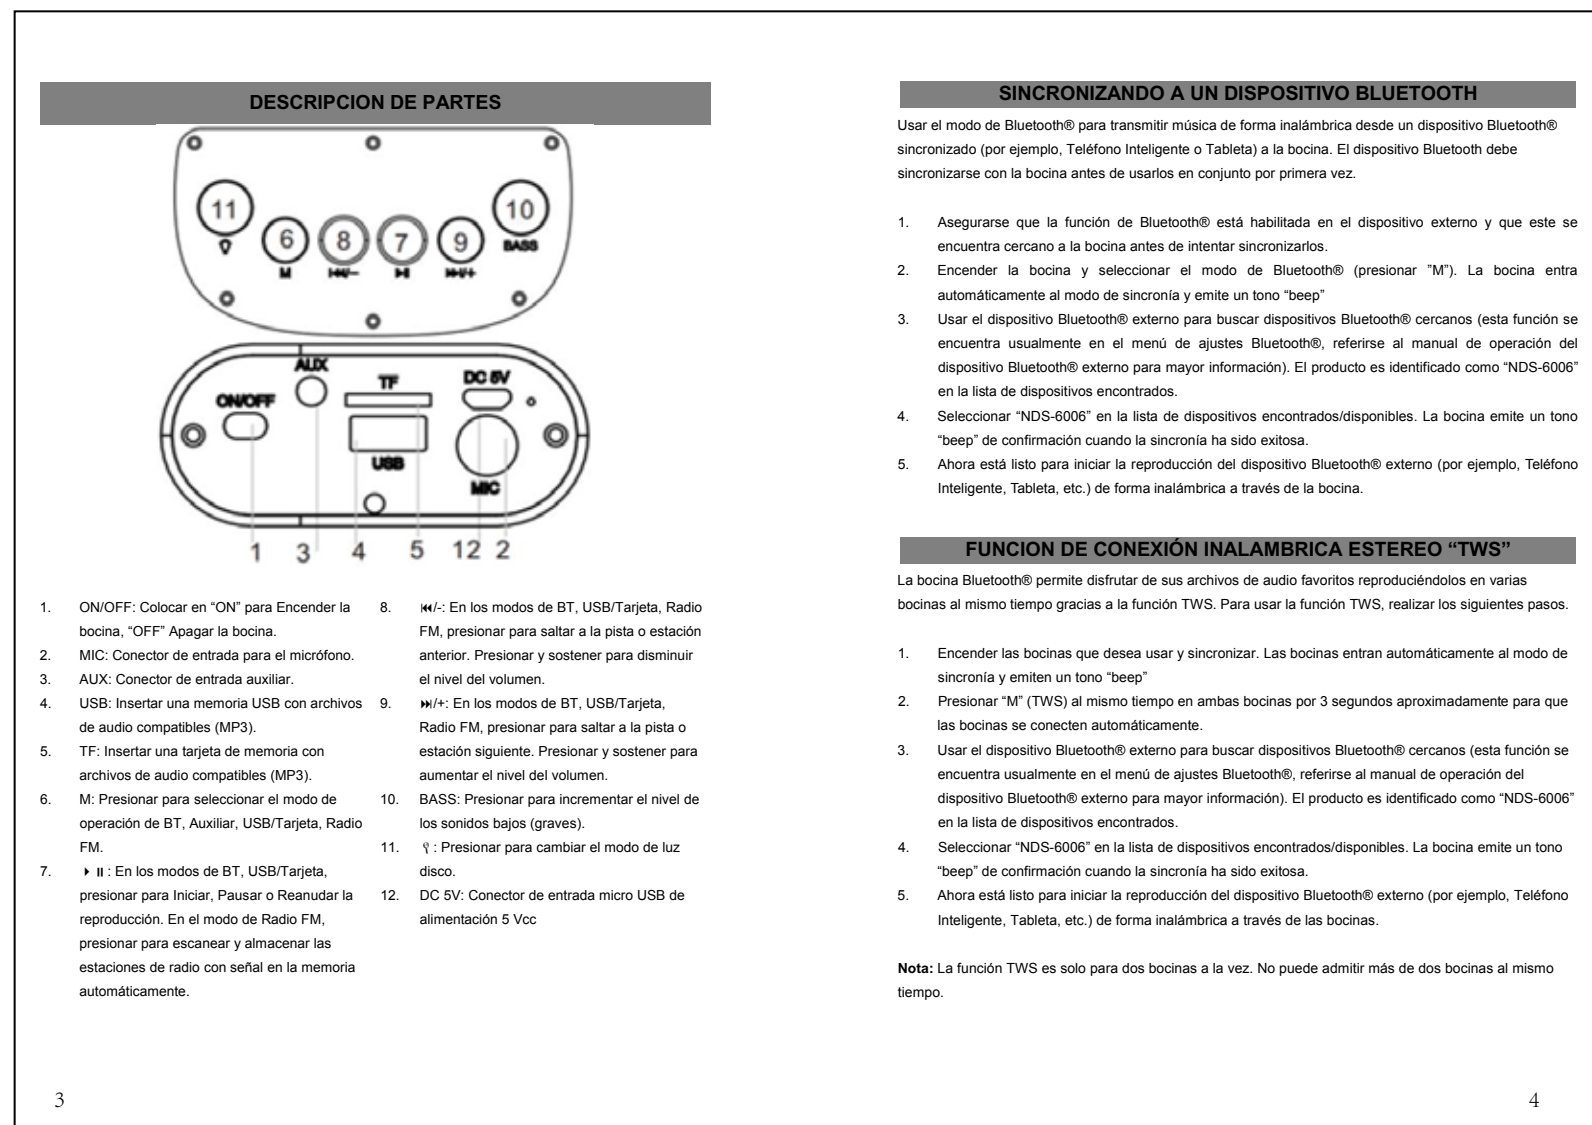 DESCRIPCION DE PARTES
11
10
6
8
7
9
BASS
M
⏮/−
⏯
⏭/+
AUX
TF
DC 5V
ON/OFF
USB
MIC
1
3
4
5
12
2
1. ON/OFF: Colocar en “ON” para Encender la
bocina, “OFF” Apagar la bocina.
2. MIC: Conector de entrada para el micrófono.
3. AUX: Conector de entrada auxiliar.
4. USB: Insertar una memoria USB con archivos
de audio compatibles (MP3).
5. TF: Insertar una tarjeta de memoria con
archivos de audio compatibles (MP3).
6. M: Presionar para seleccionar el modo de
operación de BT, Auxiliar, USB/Tarjeta, Radio
FM.
7. ⏵⏸: En los modos de BT, USB/Tarjeta,
presionar para Iniciar, Pausar o Reanudar la
reproducción. En el modo de Radio FM,
presionar para escanear y almacenar las
estaciones de radio con señal en la memoria
automáticamente.
8. ⏮/-: En los modos de BT, USB/Tarjeta, Radio
FM, presionar para saltar a la pista o estación
anterior. Presionar y sostener para disminuir
el nivel del volumen.
9. ⏭/+: En los modos de BT, USB/Tarjeta,
Radio FM, presionar para saltar a la pista o
estación siguiente. Presionar y sostener para
aumentar el nivel del volumen.
10. BASS: Presionar para incrementar el nivel de
los sonidos bajos (graves).
11. : Presionar para cambiar el modo de luz
disco.
12. DC 5V: Conector de entrada micro USB de
alimentación 5 Vcc
3
SINCRONIZANDO A UN DISPOSITIVO BLUETOOTH
Usar el modo de Bluetooth® para transmitir música de forma inalámbrica desde un dispositivo Bluetooth®
sincronizado (por ejemplo, Teléfono Inteligente o Tableta) a la bocina. El dispositivo Bluetooth debe
sincronizarse con la bocina antes de usarlos en conjunto por primera vez.
1. Asegurarse que la función de Bluetooth® está habilitada en el dispositivo externo y que este se
encuentra cercano a la bocina antes de intentar sincronizarlos.
2. Encender la bocina y seleccionar el modo de Bluetooth® (presionar ”M”). La bocina entra
automáticamente al modo de sincronía y emite un tono “beep”
3. Usar el dispositivo Bluetooth® externo para buscar dispositivos Bluetooth® cercanos (esta función se
encuentra usualmente en el menú de ajustes Bluetooth®, referirse al manual de operación del
dispositivo Bluetooth® externo para mayor información). El producto es identificado como “NDS-6006”
en la lista de dispositivos encontrados.
4. Seleccionar “NDS-6006” en la lista de dispositivos encontrados/disponibles. La bocina emite un tono
“beep” de confirmación cuando la sincronía ha sido exitosa.
5. Ahora está listo para iniciar la reproducción del dispositivo Bluetooth® externo (por ejemplo, Teléfono
Inteligente, Tableta, etc.) de forma inalámbrica a través de la bocina.
FUNCION DE CONEXIÓN INALAMBRICA ESTEREO “TWS”
La bocina Bluetooth® permite disfrutar de sus archivos de audio favoritos reproduciéndolos en varias
bocinas al mismo tiempo gracias a la función TWS. Para usar la función TWS, realizar los siguientes pasos.
1. Encender las bocinas que desea usar y sincronizar. Las bocinas entran automáticamente al modo de
sincronía y emiten un tono “beep”
2. Presionar “M” (TWS) al mismo tiempo en ambas bocinas por 3 segundos aproximadamente para que
las bocinas se conecten automáticamente.
3. Usar el dispositivo Bluetooth® externo para buscar dispositivos Bluetooth® cercanos (esta función se
encuentra usualmente en el menú de ajustes Bluetooth®, referirse al manual de operación del
dispositivo Bluetooth® externo para mayor información). El producto es identificado como “NDS-6006”
en la lista de dispositivos encontrados.
4. Seleccionar “NDS-6006” en la lista de dispositivos encontrados/disponibles. La bocina emite un tono
“beep” de confirmación cuando la sincronía ha sido exitosa.
5. Ahora está listo para iniciar la reproducción del dispositivo Bluetooth® externo (por ejemplo, Teléfono
Inteligente, Tableta, etc.) de forma inalámbrica a través de las bocinas.
Nota: La función TWS es solo para dos bocinas a la vez. No puede admitir más de dos bocinas al mismo
tiempo.
4